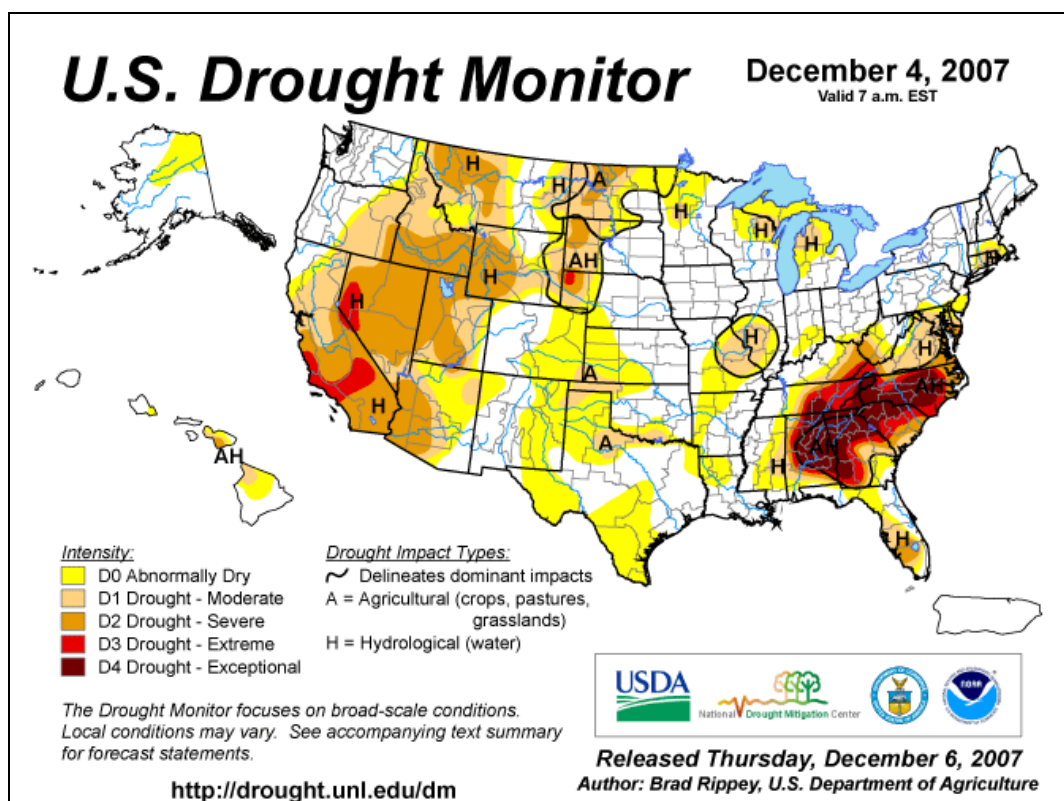 U.S. Drought Monitor
December 4, 2007
Valid 7 a.m. EST
H
H
A
H
H
H
AH
H
H
H
H
H
H
A
AH
H
A
AH
H
H
AH
Intensity:
D0 Abnormally Dry
D1 Drought - Moderate
D2 Drought - Severe
D3 Drought - Extreme
D4 Drought - Exceptional
Drought Impact Types:
Delineates dominant impacts
A = Agricultural (crops, pastures,
grasslands)
H = Hydrological (water)
The Drought Monitor focuses on broad-scale conditions.
Local conditions may vary. See accompanying text summary
for forecast statements.
http://drought.unl.edu/dm
USDA
National Drought Mitigation Center
NOAA
Released Thursday, December 6, 2007
Author: Brad Rippey, U.S. Department of Agriculture